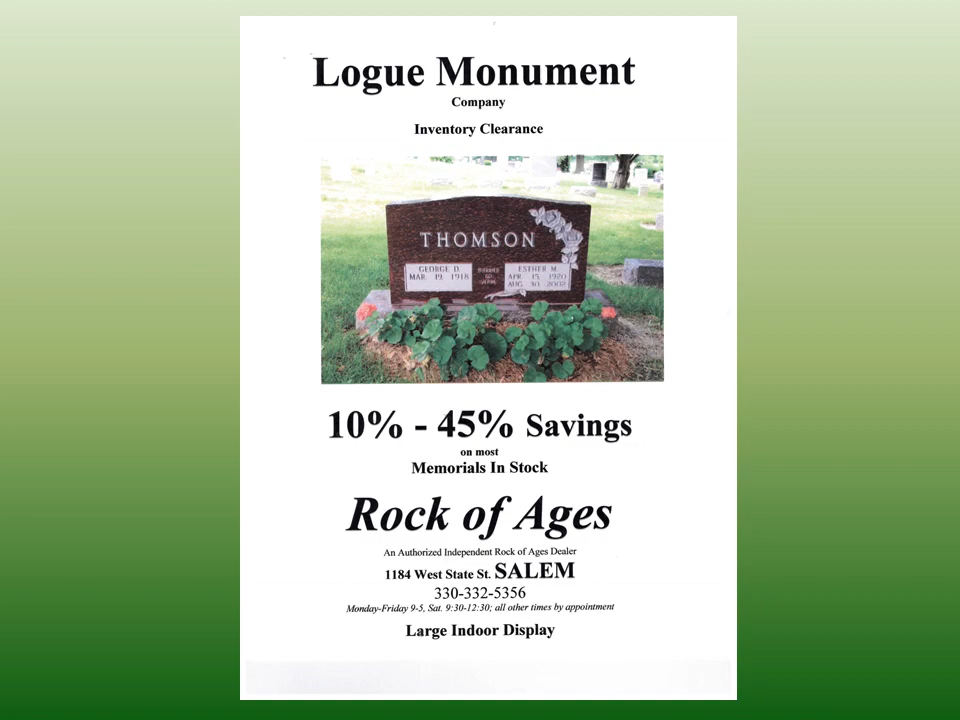 Logue Monument
Company
Inventory Clearance
THOMSON
GEORGE D.
MAR. 19, 1918
MARRIED
ESTHER M.
APR. 15, 1920
AUG. 30, 2002
10% - 45% Savings
on most
Memorials In Stock
Rock of Ages
An Authorized Independent Rock of Ages Dealer
1184 West State St. SALEM
330-332-5356
Monday-Friday 9-5, Sat. 9:30-12:30; all other times by appointment
Large Indoor Display